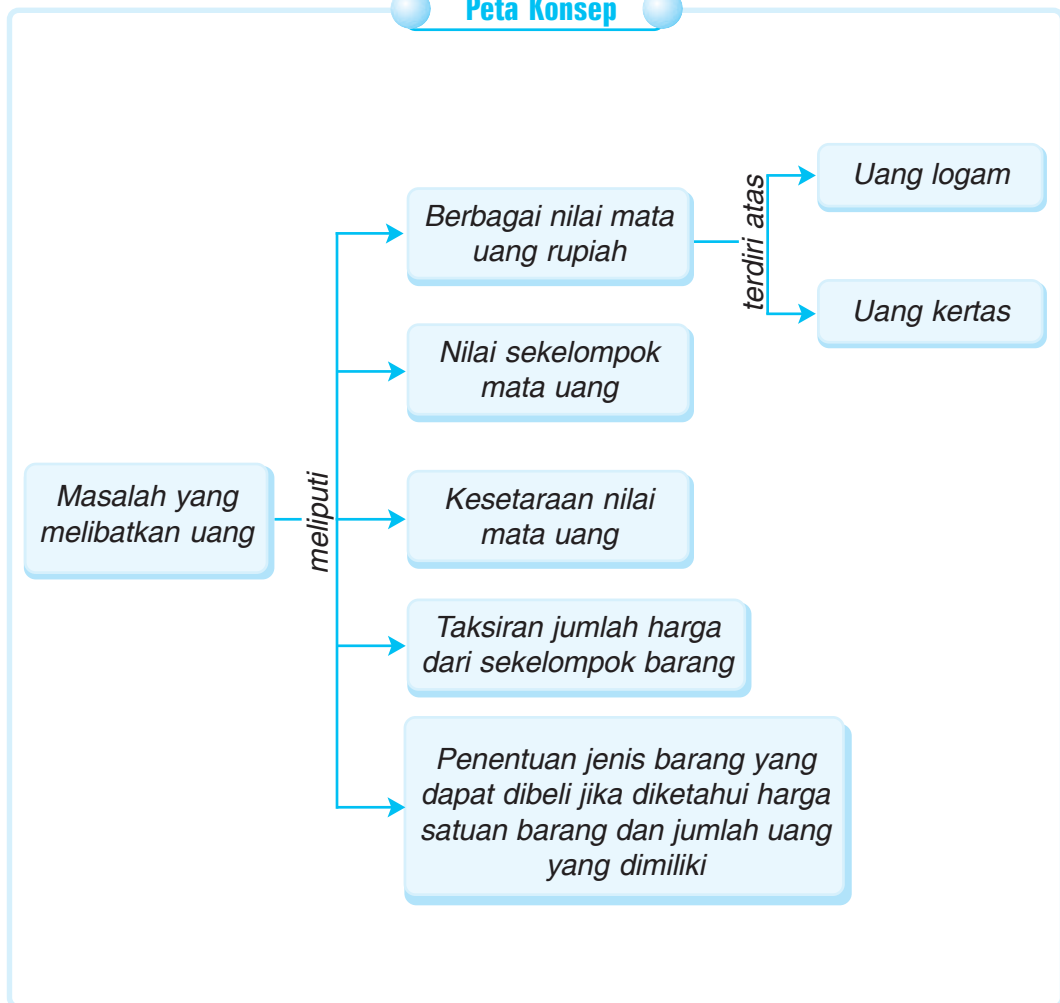 Peta Konsep
Masalah yang
melibatkan uang
meliputi
Berbagai nilai mata
uang rupiah
terdiri atas
Uang logam
Uang kertas
Nilai sekelompok
mata uang
Kesetaraan nilai
mata uang
Taksiran jumlah harga
dari sekelompok barang
Penentuan jenis barang yang
dapat dibeli jika diketahui harga
satuan barang dan jumlah uang
yang dimiliki